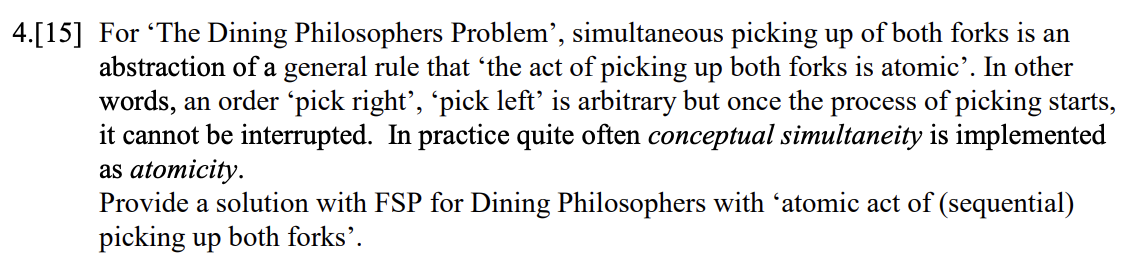 4.[15] For ‘The Dining Philosophers Problem’, simultaneous picking up of both forks is an
abstraction of a general rule that ‘the act of picking up both forks is atomic’. In other
words, an order ‘pick right’, ‘pick left’ is arbitrary but once the process of picking starts,
it cannot be interrupted. In practice quite often conceptual simultaneity is implemented
as atomicity.
Provide a solution with FSP for Dining Philosophers with ‘atomic act of (sequential)
picking up both forks’.